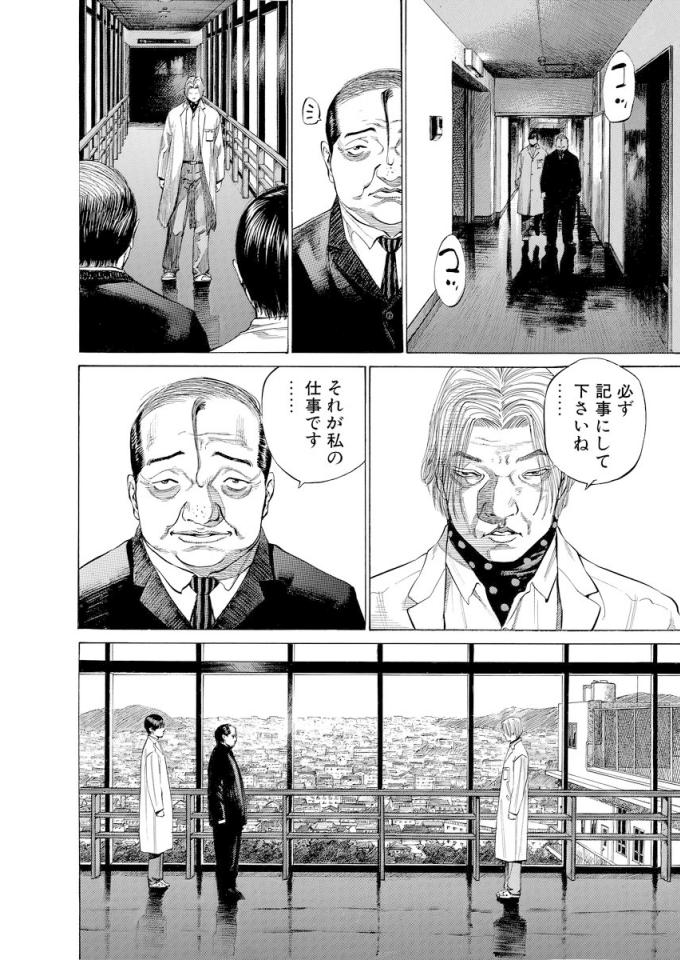 コッ
コッ
ミ
必ず
記事にして
下さいね
……
それが私の
仕事です
……